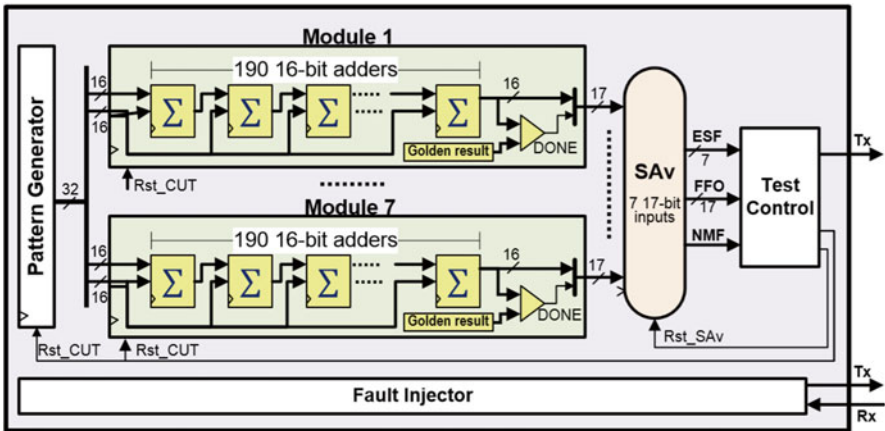 Module 1
190 16-bit adders
16
16
Σ Σ Σ Σ
16
17
Golden result
DONE
Rst_CUT
Pattern Generator
32
Module 7
190 16-bit adders
16
16
Σ Σ Σ Σ
16
17
Golden result
DONE
Rst_CUT
Rst_CUT
SAv
7 17-bit
inputs
ESF
7
FFO
17
NMF
Test
Control
Tx
Rst_SAv
Fault Injector
Tx
Rx